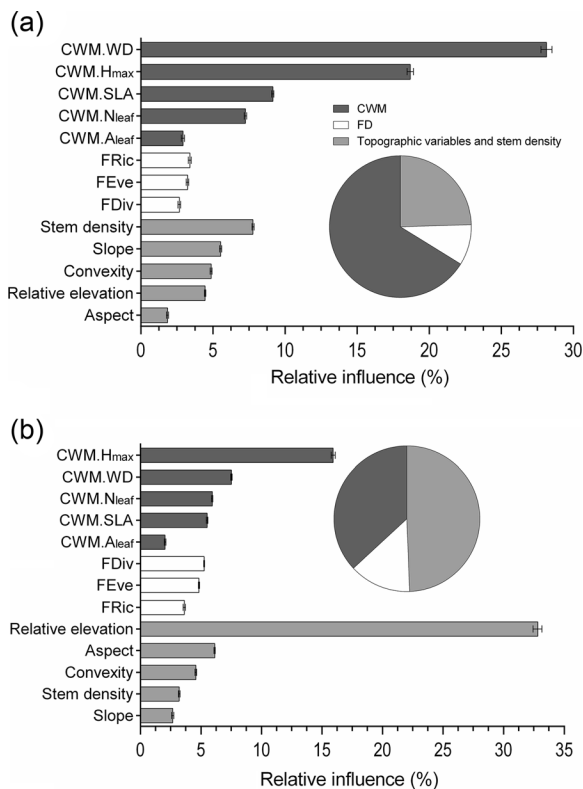 (a)
CWM.WD
CWM.Hmax
CWM.SLA
CWM.Nleaf
CWM.Aleaf
FRic
FEve
FDiv
Stem density
Slope
Convexity
Relative elevation
Aspect
CWM
FD
Topographic variables and stem density
0 5 10 15 20 25 30
Relative influence (%)
(b)
CWM.Hmax
CWM.WD
CWM.Nleaf
CWM.SLA
CWM.Aleaf
FDiv
FEve
FRic
Relative elevation
Aspect
Convexity
Stem density
Slope
0 5 10 15 20 25 30 35
Relative influence (%)